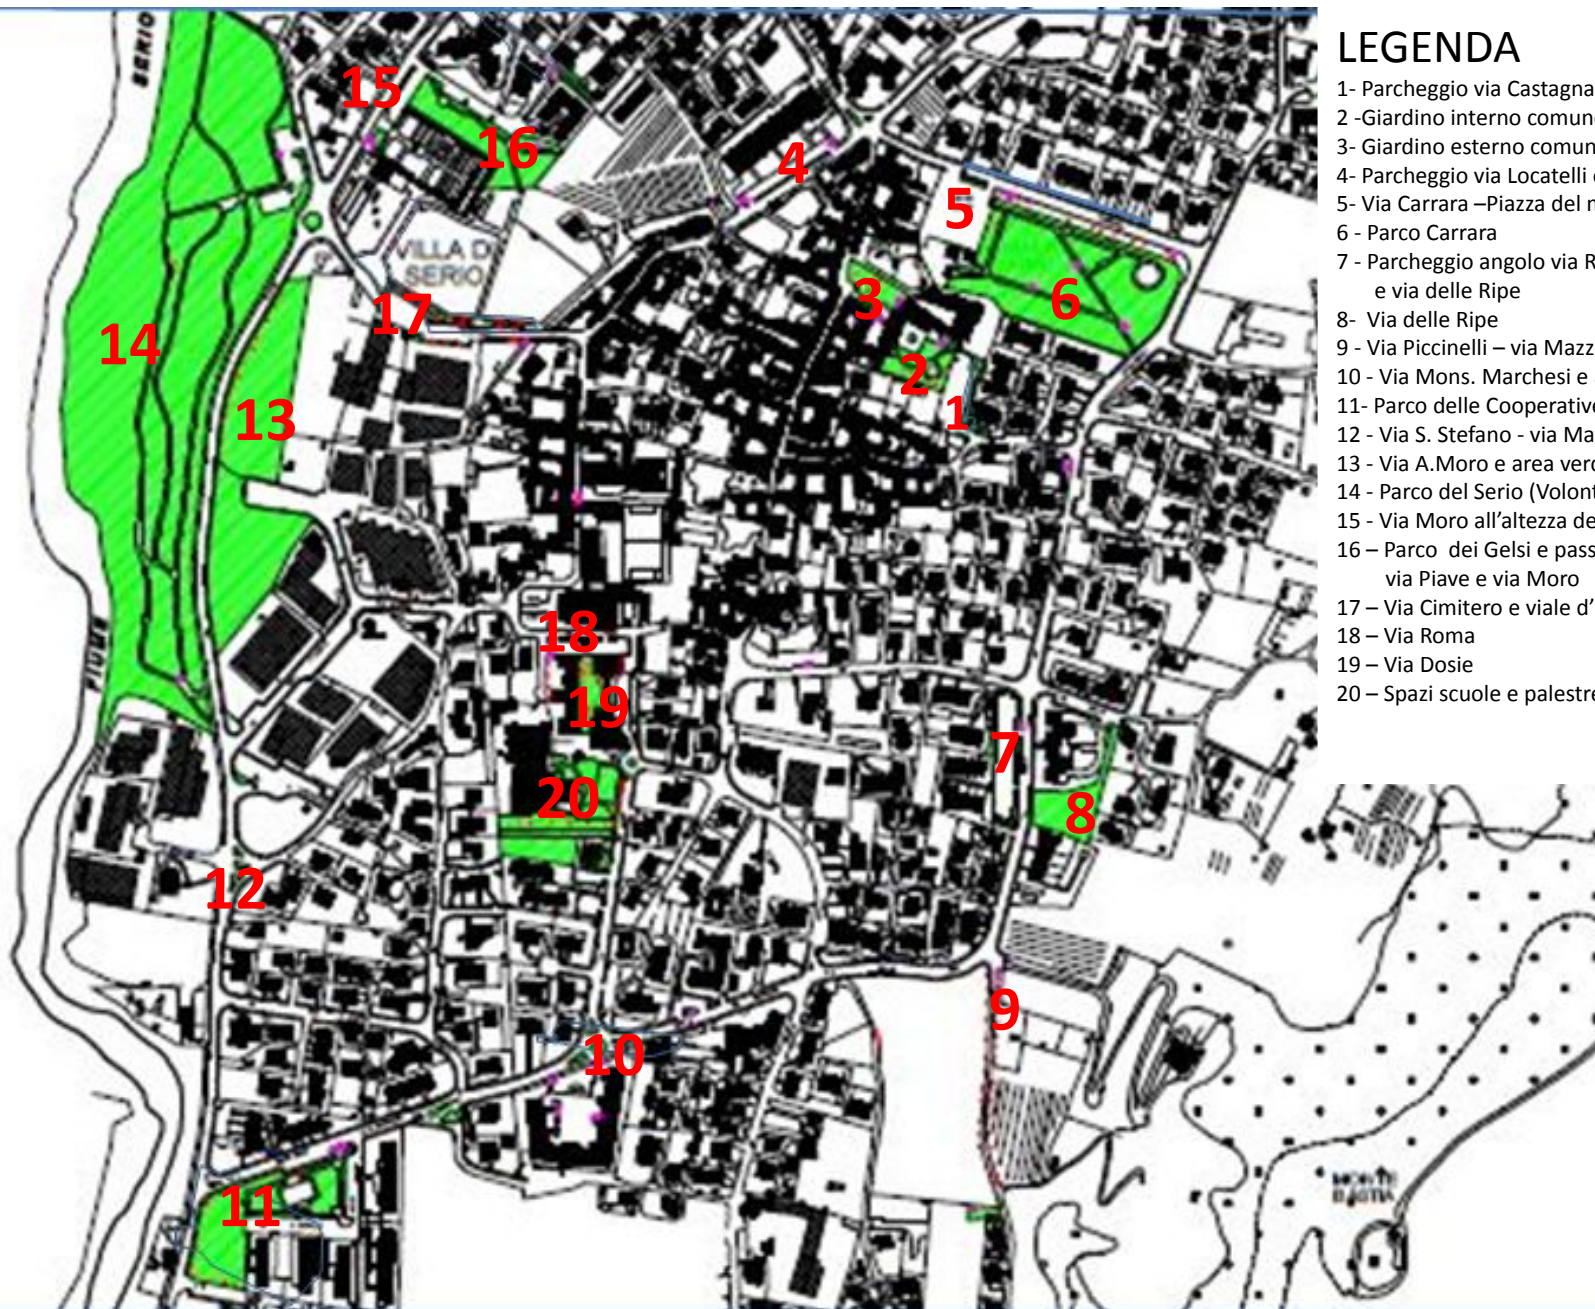 LEGENDA
1- Parcheggio via Castagna
2 -Giardino interno comun
3- Giardino esterno comun
4- Parcheggio via Locatelli
5- Via Carrara –Piazza del
6 - Parco Carrara
7 - Parcheggio angolo via R
e via delle Ripe
8- Via delle Ripe
9 - Via Piccinelli – via Mazz
10 - Via Mons. Marchesi e
11- Parco delle Cooperative
12 - Via S. Stefano - via Ma
13 - Via A.Moro e area verd
14 - Parco del Serio (Volont
15 - Via Moro all'altezza de
16 – Parco dei Gelsi e pass
via Piave e via Moro
17 – Via Cimitero e viale d'
18 – Via Roma
19 – Via Dosie
20 – Spazi scuole e palestre
SERIO
15
16
4
5
VILLA DI
SERIO
17
3
6
14
2
13
1
18
FIUME
19
7
20
8
12
9
10
MONTE
BASTIA
11